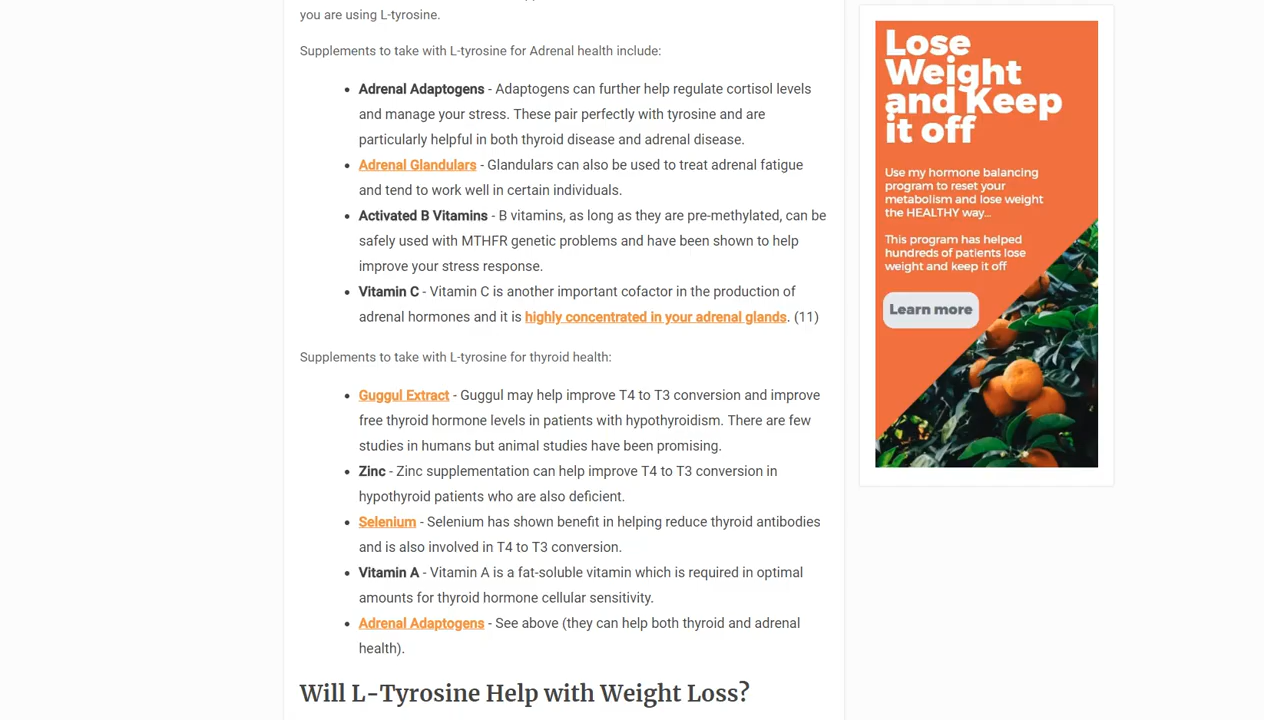 you are using L-tyrosine.
Supplements to take with L-tyrosine for Adrenal health include:
Adrenal Adaptogens - Adaptogens can further help regulate cortisol levels
and manage your stress. These pair perfectly with tyrosine and are
particularly helpful in both thyroid disease and adrenal disease.
Adrenal Glandulars - Glandulars can also be used to treat adrenal fatigue
and tend to work well in certain individuals.
Activated B Vitamins - B vitamins, as long as they are pre-methylated, can be
safely used with MTHFR genetic problems and have been shown to help
improve your stress response.
Vitamin C - Vitamin C is another important cofactor in the production of
adrenal hormones and it is highly concentrated in your adrenal glands. (11)
Supplements to take with L-tyrosine for thyroid health:
Guggul Extract - Guggul may help improve T4 to T3 conversion and improve
free thyroid hormone levels in patients with hypothyroidism. There are few
studies in humans but animal studies have been promising.
Zinc - Zinc supplementation can help improve T4 to T3 conversion in
hypothyroid patients who are also deficient.
Selenium - Selenium has shown benefit in helping reduce thyroid antibodies
and is also involved in T4 to T3 conversion.
Vitamin A - Vitamin A is a fat-soluble vitamin which is required in optimal
amounts for thyroid hormone cellular sensitivity.
Adrenal Adaptogens - See above (they can help both thyroid and adrenal
health).
Will L-Tyrosine Help with Weight Loss?
Lose
Weight
and Keep
it off
Use my hormone balancing
program to reset your
metabolism and lose weight
the HEALTHY way...
This program has helped
hundreds of patients lose
weight and keep it off
Learn more